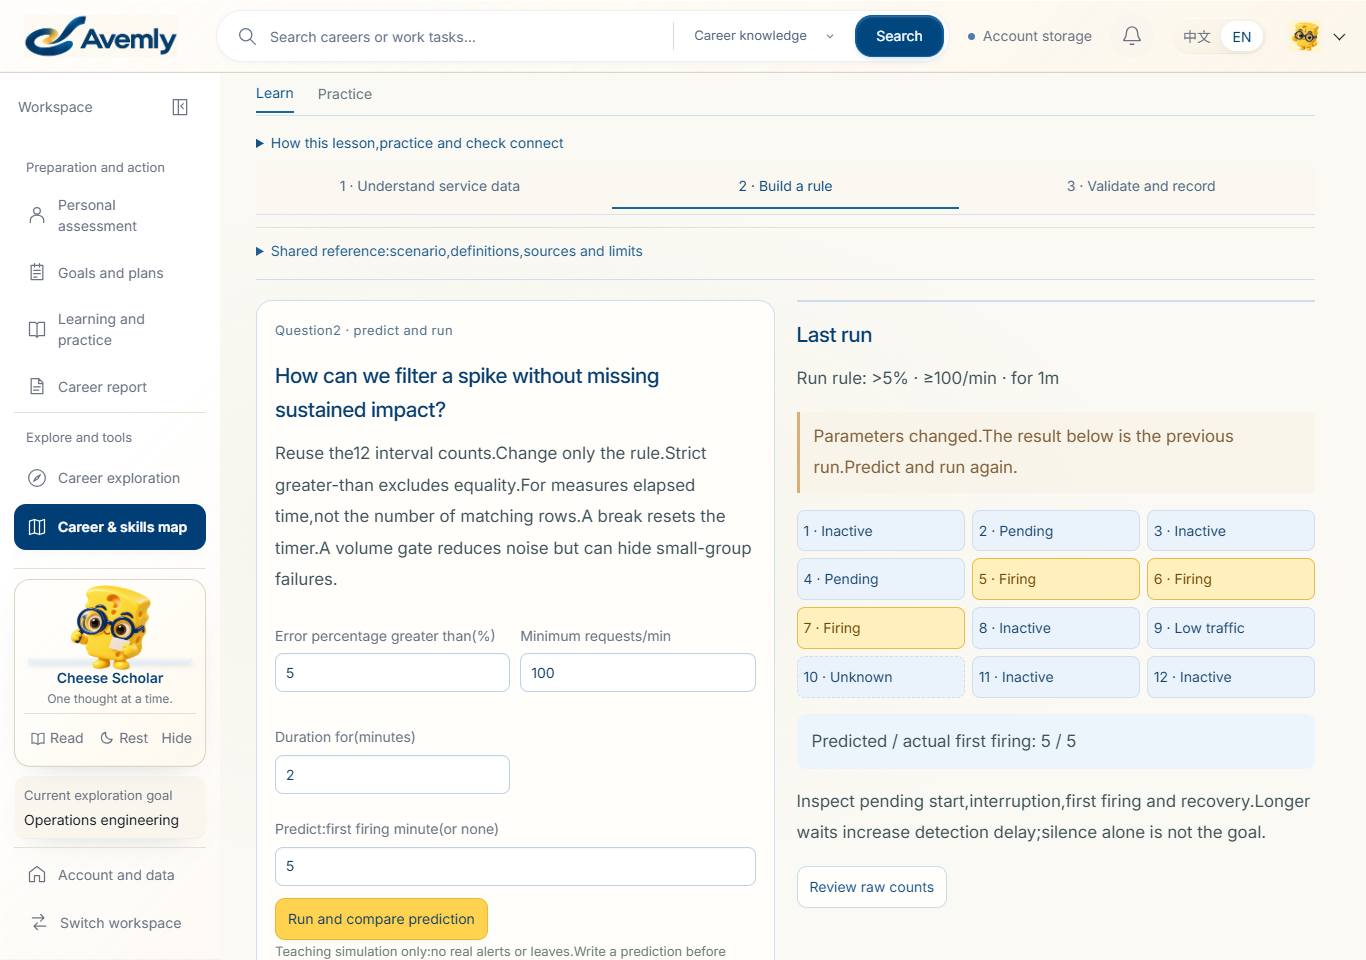 Avemly
Search careers or work tasks...
Career knowledge
Search
Account storage
中文
EN
Workspace
Preparation and action
Personal
assessment
Goals and plans
Learning and
practice
Career report
Explore and tools
Career exploration
Career & skills map
Cheese Scholar
One thought at a time.
Read
Rest
Hide
Current exploration goal
Operations engineering
Account and data
Switch workspace
Learn
Practice
How this lesson,practice and check connect
1 · Understand service data
2 · Build a rule
3 · Validate and record
Shared reference:scenario,definitions,sources and limits
Question2 · predict and run
How can we filter a spike without missing
sustained impact?
Reuse the12 interval counts.Change only the rule.Strict
greater-than excludes equality.For measures elapsed
time,not the number of matching rows.A break resets the
timer.A volume gate reduces noise but can hide small-group
failures.
Error percentage greater than(%)
Minimum requests/min
5
100
Duration for(minutes)
2
Predict:first firing minute(or none)
5
Run and compare prediction
Teaching simulation only:no real alerts or leaves.Write a prediction before
Last run
Run rule: >5% · ≥100/min · for 1m
Parameters changed.The result below is the previous
run.Predict and run again.
1 · Inactive
2 · Pending
3 · Inactive
4 · Pending
5 · Firing
6 · Firing
7 · Firing
8 · Inactive
9 · Low traffic
10 · Unknown
11 · Inactive
12 · Inactive
Predicted / actual first firing: 5 / 5
Inspect pending start,interruption,first firing and recovery.Longer
waits increase detection delay;silence alone is not the goal.
Review raw counts